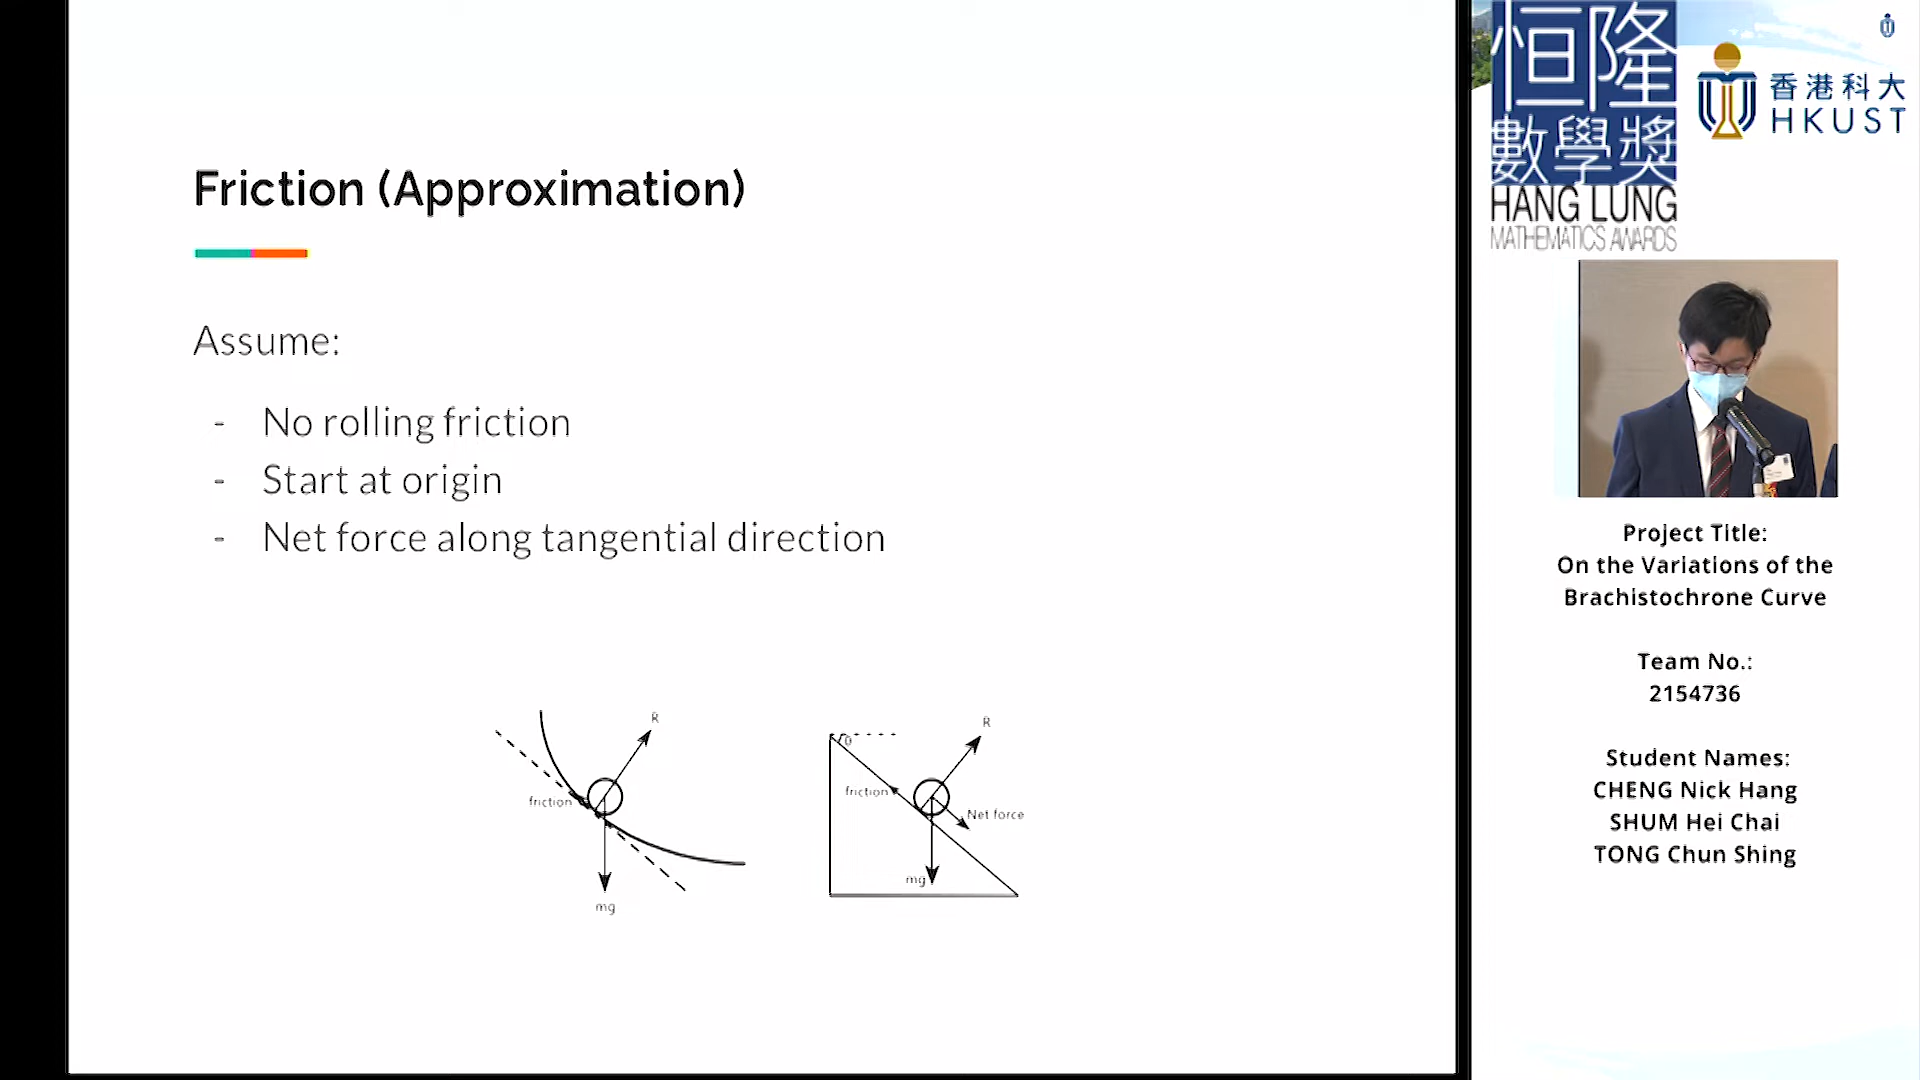 Friction (Approximation)
Assume:
- No rolling friction
- Start at origin
- Net force along tangential direction
R
friction
mg
R
θ
friction
Net force
mg
恒隆
數學獎
HANG LUNG
MATHEMATICS AWARDS
香港科大
HKUST
Project Title:
On the Variations of the
Brachistochrone Curve
Team No.:
2154736
Student Names:
CHENG Nick Hang
SHUM Hei Chai
TONG Chun Shing